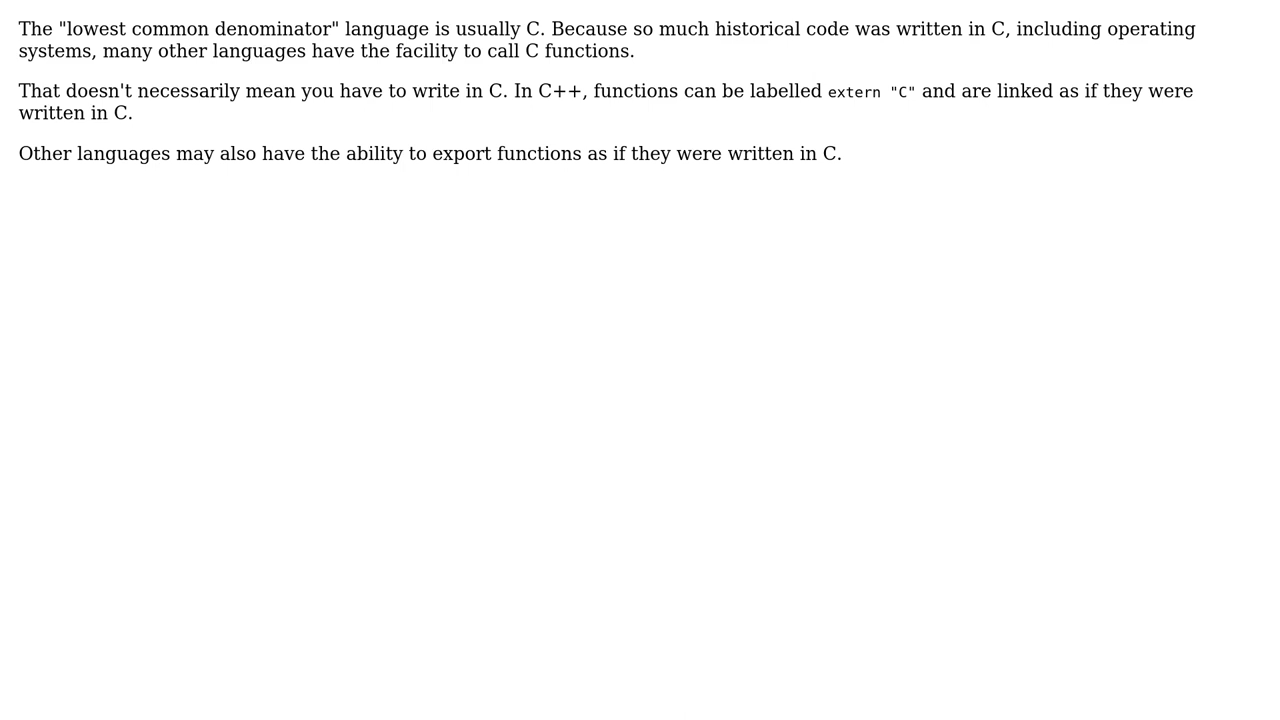 The "lowest common denominator" language is usually C. Because so much historical code was written in C, including operating
systems, many other languages have the facility to call C functions.
That doesn't necessarily mean you have to write in C. In C++, functions can be labelled extern "C" and are linked as if they were
written in C.
Other languages may also have the ability to export functions as if they were written in C.